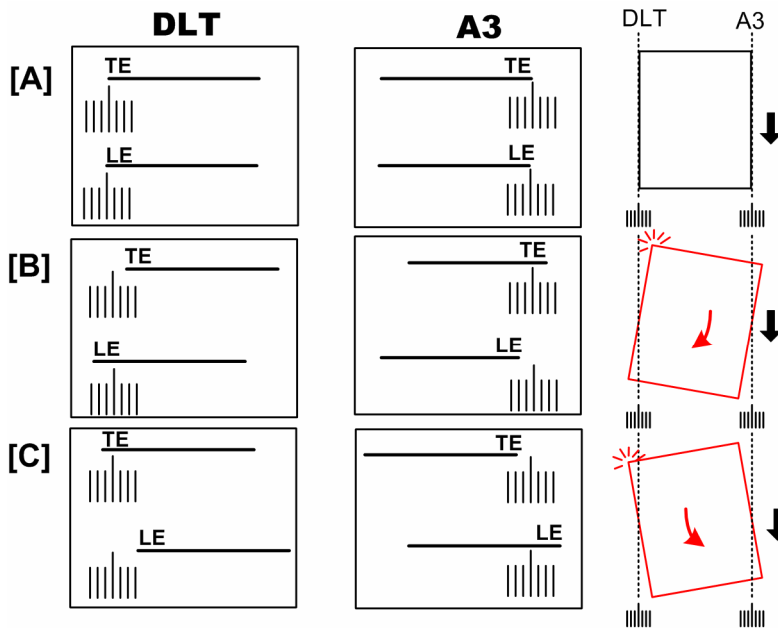 DLT A3 DLT A3
[A] TE TE
LE LE
[B] TE TE
LE LE
[C] TE TE
LE LE